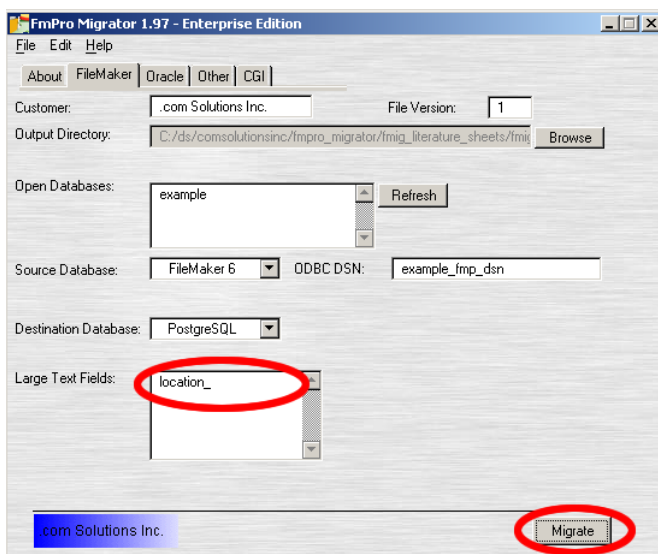 FmPro Migrator 1.97 - Enterprise Edition
File Edit Help
About FileMaker Oracle Other CGI
Customer: .com Solutions Inc. File Version: 1
Output Directory: C:/ds/comsolutionsinc/fmpro_migrator/fmig_literature_sheets/fmig Browse
Open Databases: example Refresh
Source Database: FileMaker 6 ODBC DSN: example_fmp_dsn
Destination Database: PostgreSQL
Large Text Fields: location_
.com Solutions Inc. Migrate